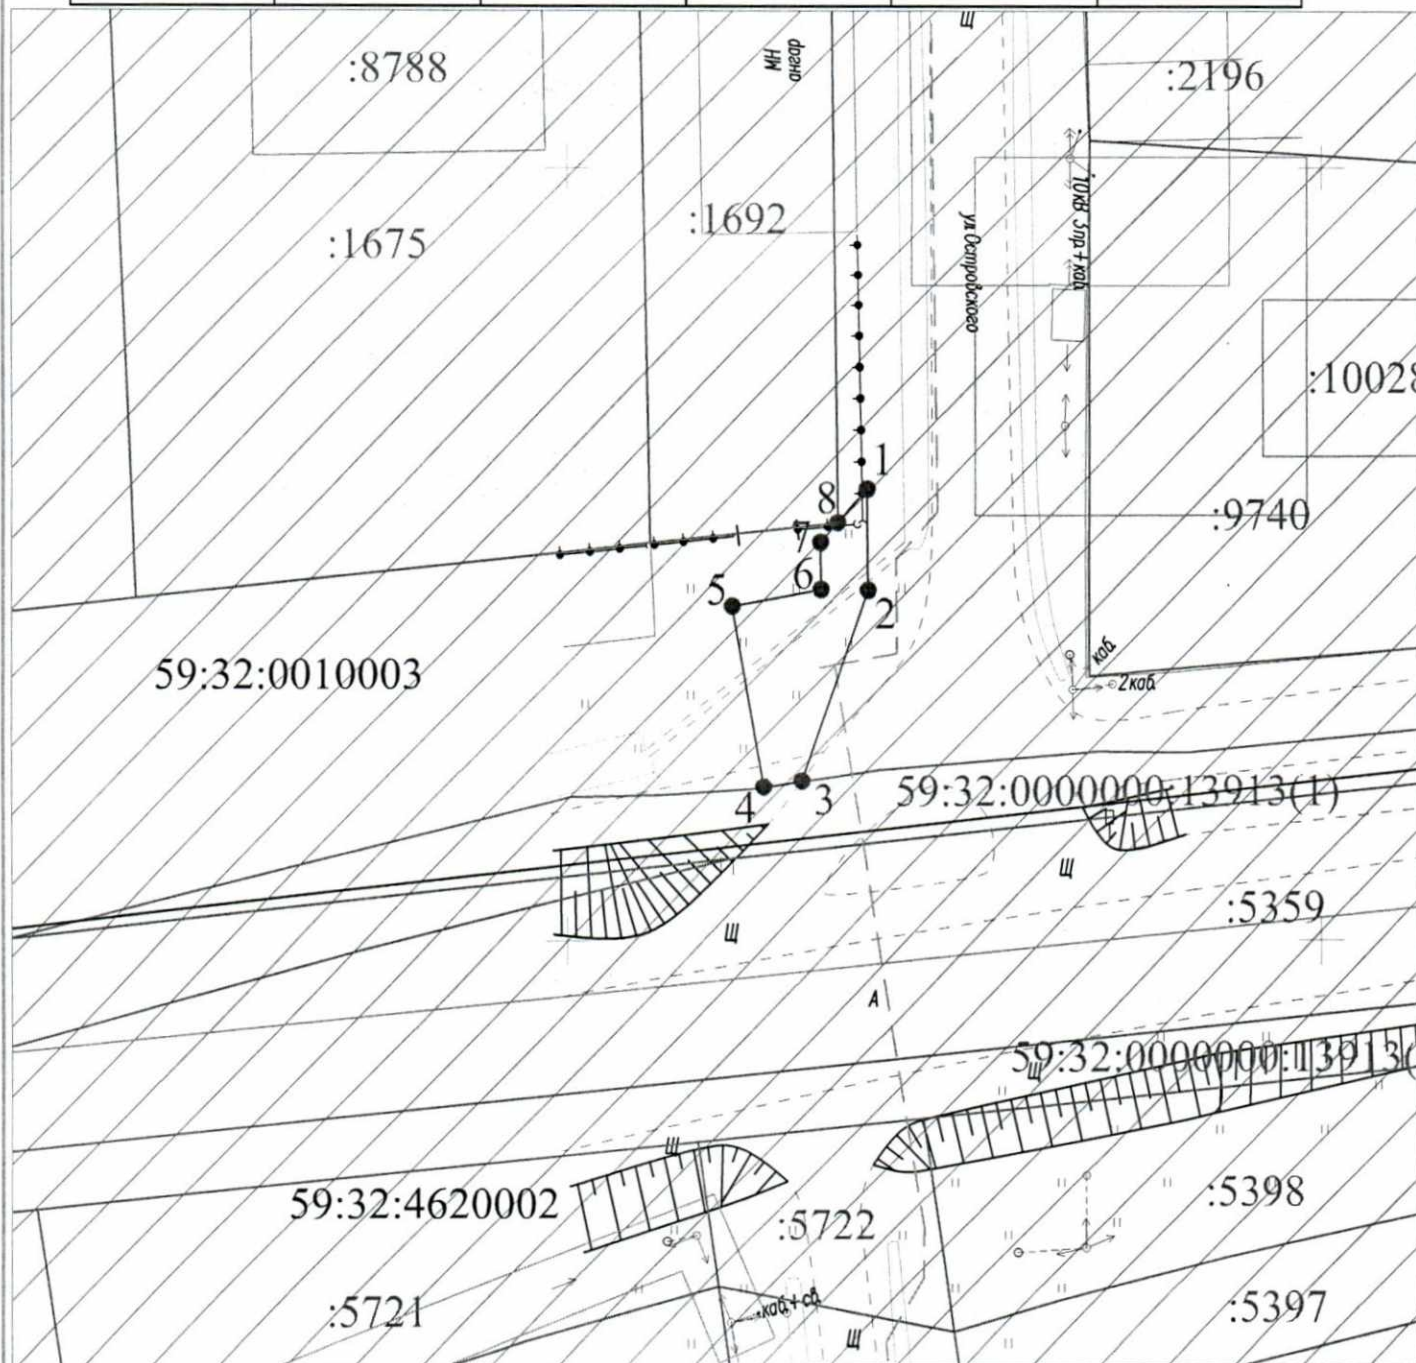 :8788
МН
ограда
Щ
:2196
:1675
:1692
ул.Островского
10кВ 3пр+каб.
:10028
1
8
:9740
7
6
5
2
59:32:0010003
каб.
2каб.
4
3
59:32:0000000:13913(1)
Щ
:5359
Щ
А
59:32:0000000:13913(
Щ
Щ
59:32:4620002
:5398
:5722
:5721
каб.+св.
:5397
Щ